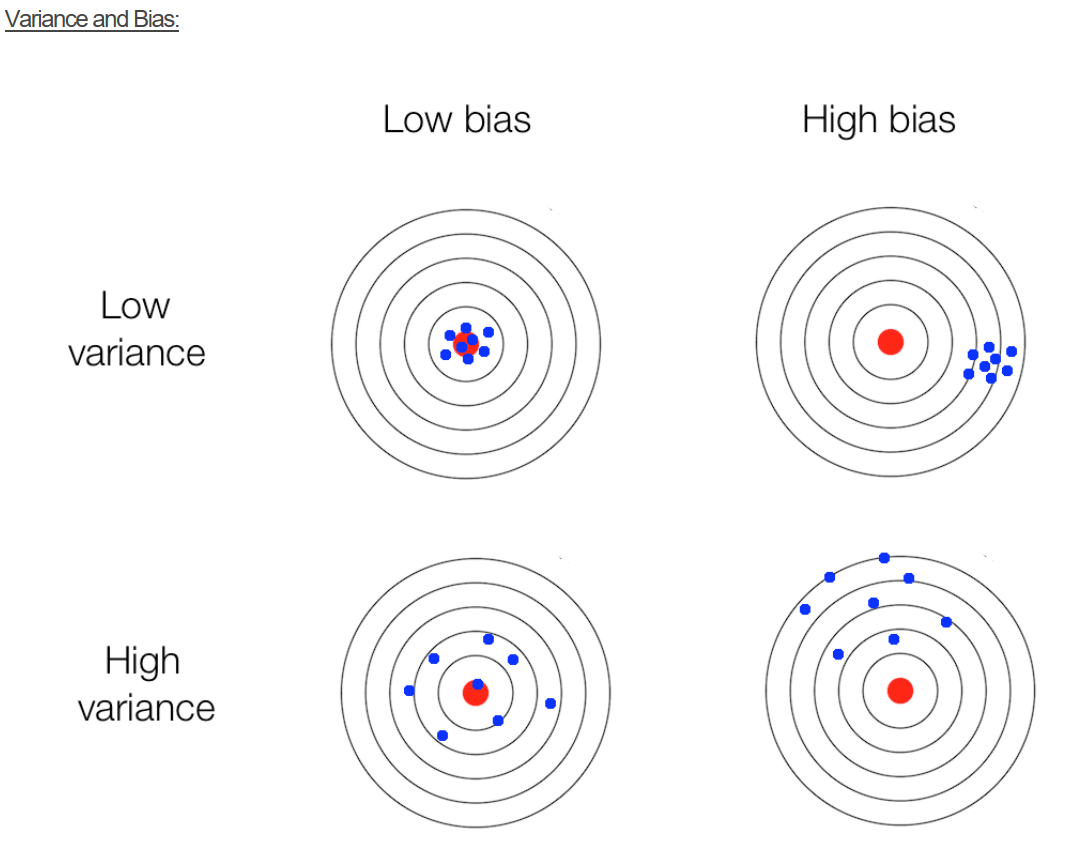 Variance and Bias:
Low bias
High bias
Low
variance
High
variance